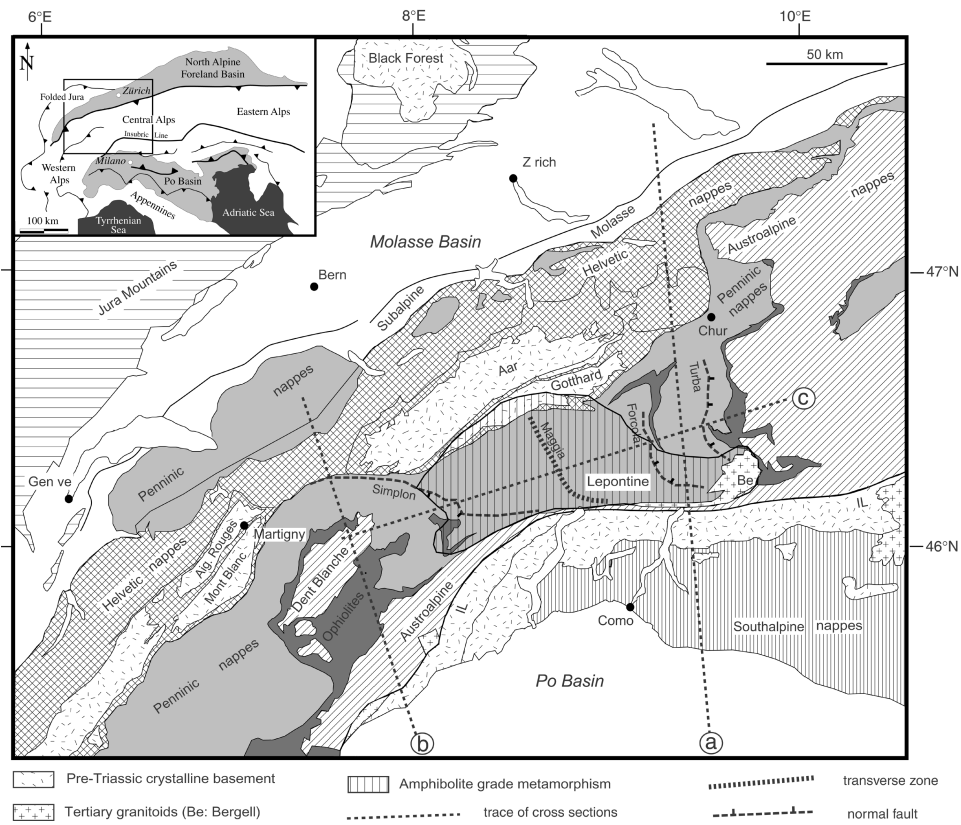 6°E
8°E
10°E
50 km
N
North Alpine
Foreland Basin
Folded Jura
Zürich
Central Alps
Eastern Alps
Insubric Line
Milano
Western
Alps
Po Basin
Appennines
Adriatic Sea
Tyrrhenian
Sea
100 km
Black Forest
Z rich
nappes
nappes
Molasse
Austroalpine
Molasse Basin
Helvetic
47°N
Jura Mountains
Bern
Penninic
nappes
Subalpine
Chur
Aar
Turba
nappes
Gotthard
c
Forcola
Maggia
Penninic
Gen ve
Simplon
Lepontine
Be
IL
Martigny
Aig. Rouges
Mont Blanc
46°N
Helvetic nappes
Dent Blanche
Ophiolites
Austroalpine
IL
Como
Southalpine nappes
Penninic nappes
Po Basin
b
a
Pre-Triassic crystalline basement
Amphibolite grade metamorphism
transverse zone
Tertiary granitoids (Be: Bergell)
trace of cross sections
normal fault